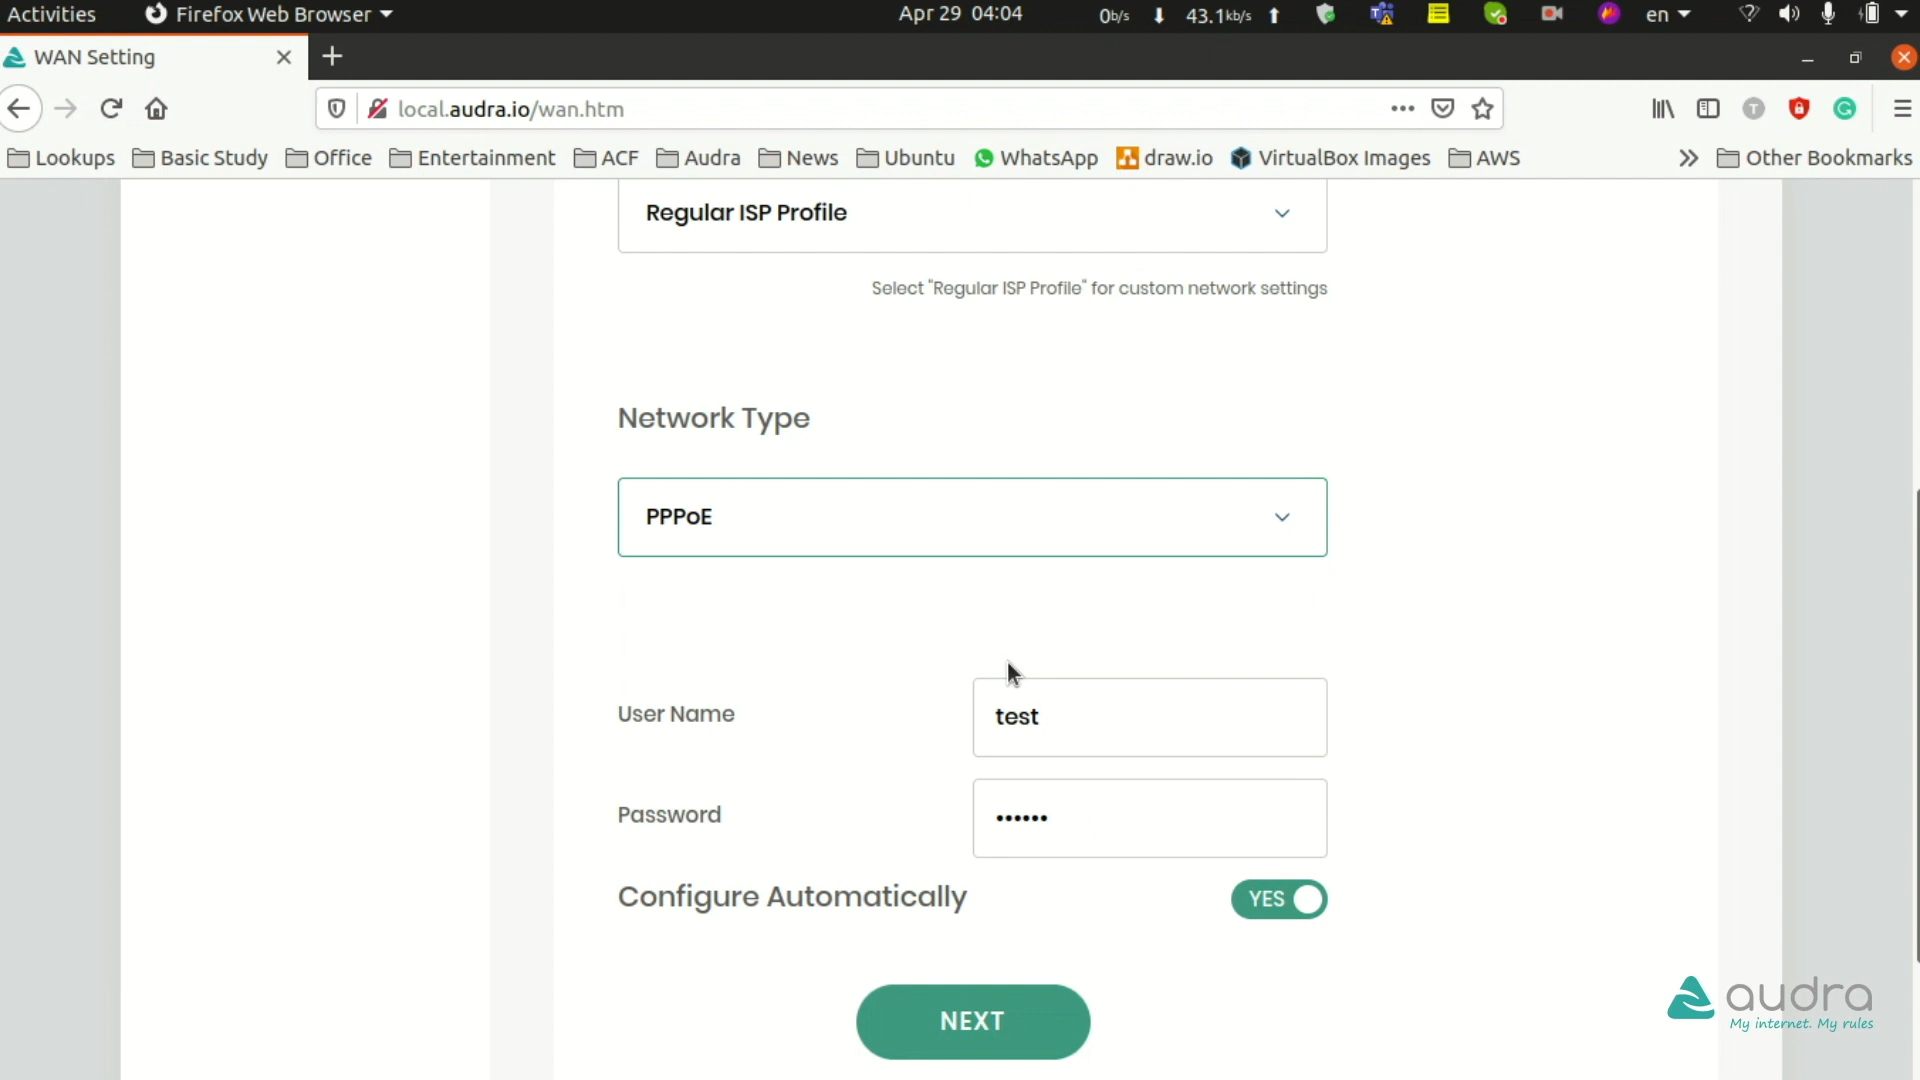 Activities Firefox Web Browser Apr 29 04:04 0b/s 43.1kb/s en
WAN Setting
local.audra.io/wan.htm
Lookups Basic Study Office Entertainment ACF Audra News Ubuntu WhatsApp draw.io VirtualBox Images AWS Other Bookmarks
Regular ISP Profile
Select "Regular ISP Profile" for custom network settings
Network Type
PPPoE
User Name test
Password ••••••
Configure Automatically YES
NEXT
audra
My internet. My rules